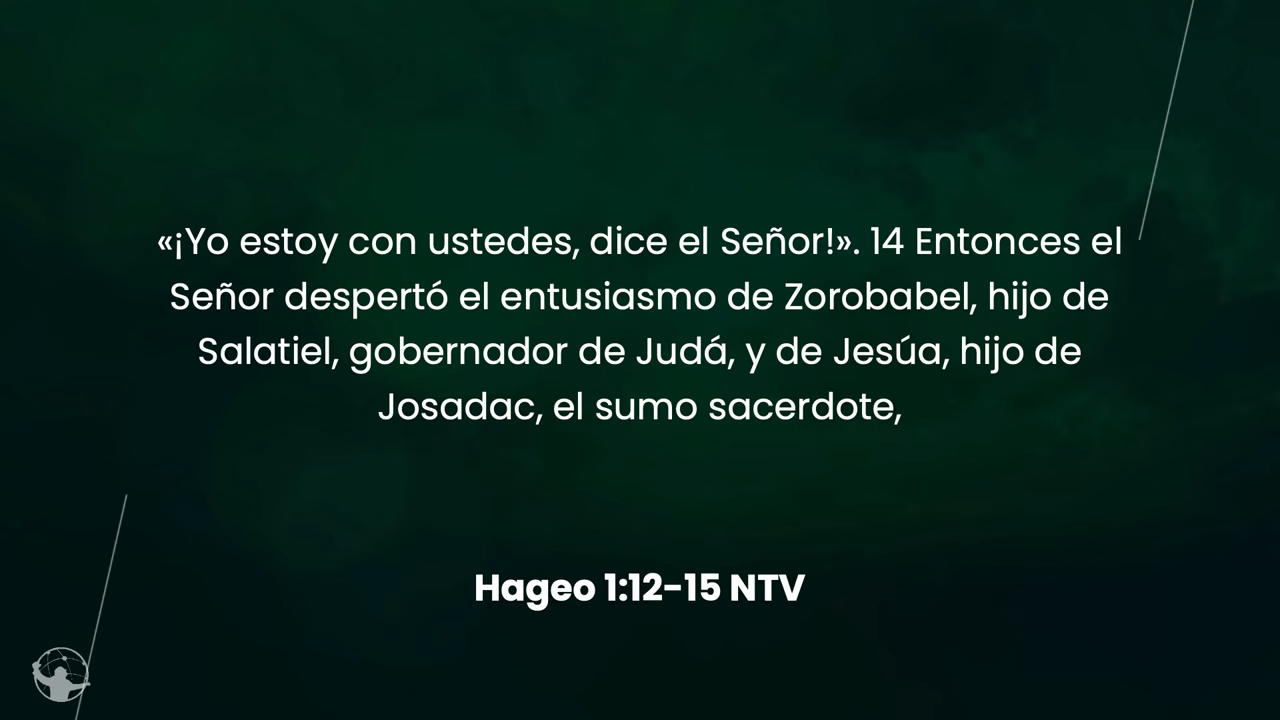 «¡Yo estoy con ustedes, dice el Señor!». 14 Entonces el
Señor despertó el entusiasmo de Zorobabel, hijo de
Salatiel, gobernador de Judá, y de Jesúa, hijo de
Josadac, el sumo sacerdote,
Hageo 1:12-15 NTV